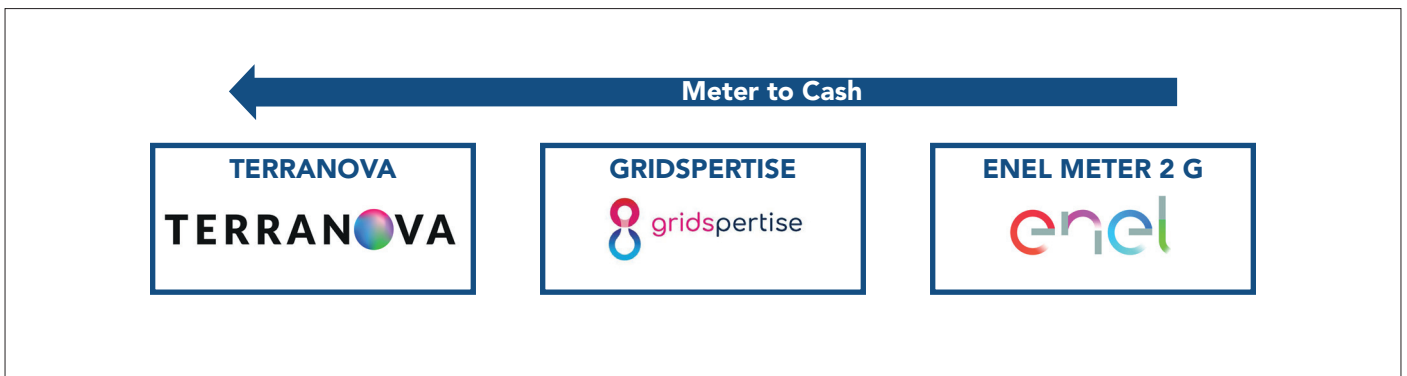 Meter to Cash
TERRANOVA
TERRANOVA
GRIDSPERTISE
gridspertise
ENEL METER 2 G
enel